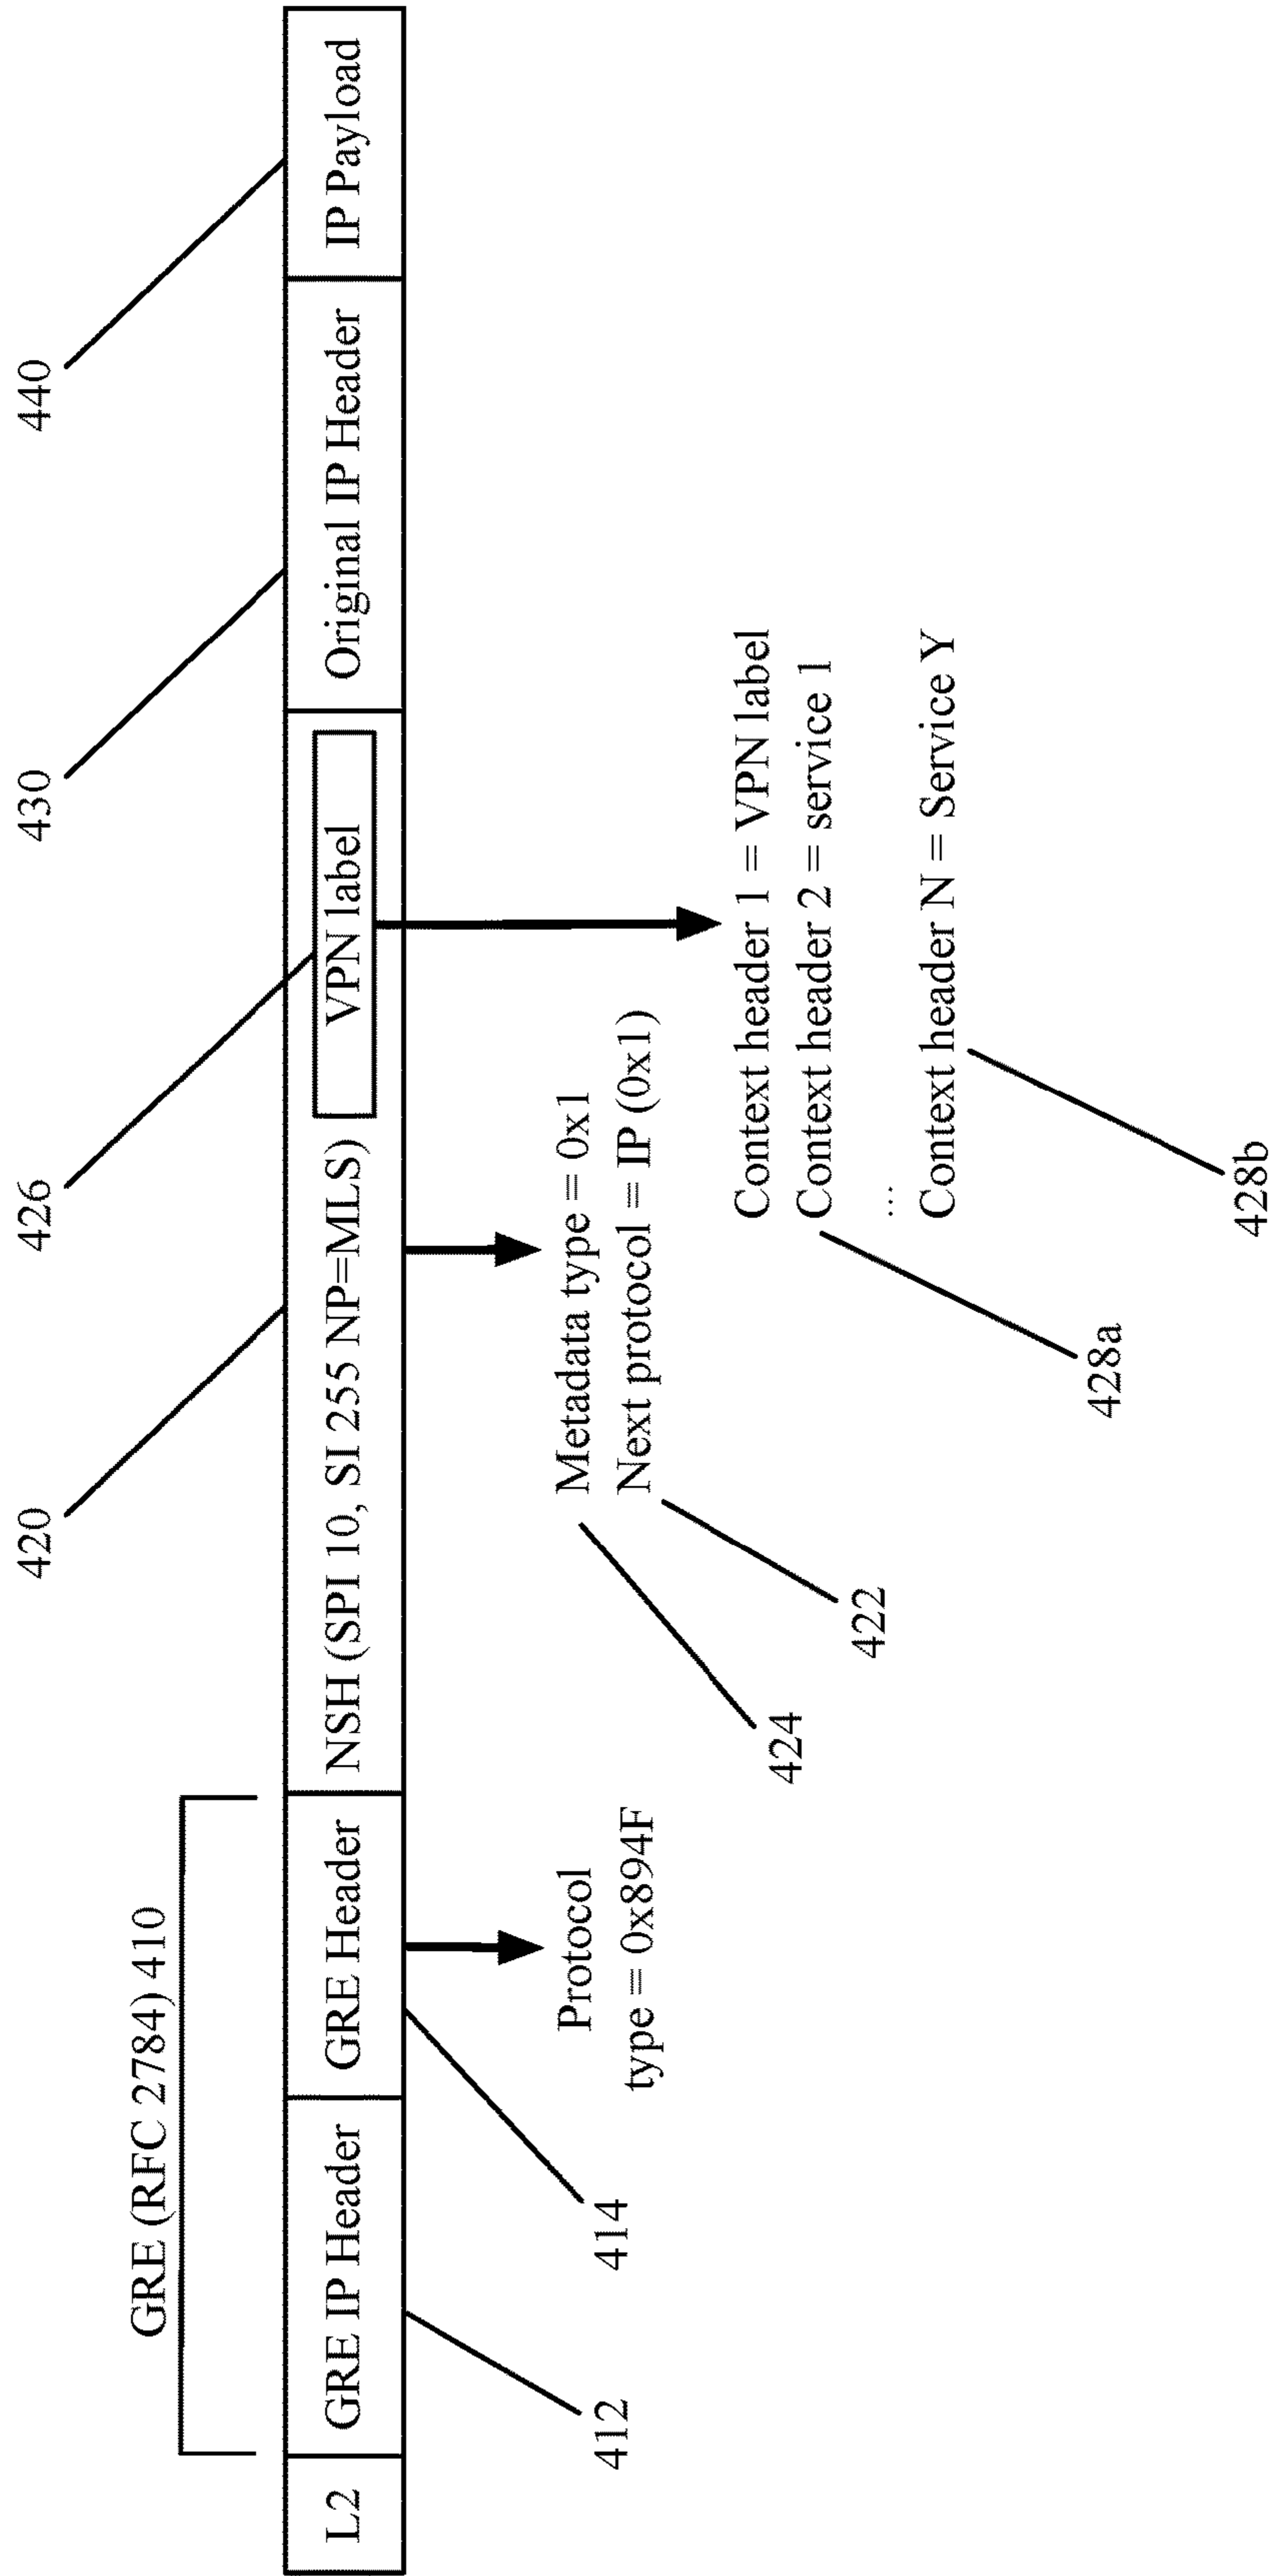 440
430
426
420
GRE (RFC 2784) 410
L2
GRE IP Header
GRE Header
NSH (SPI 10, SI 255 NP=MLS)
VPN label
Original IP Header
IP Payload
412
414
Protocol
type = 0x894F
Metadata type = 0x1
Next protocol = IP (0x1)
424
422
Context header 1 = VPN label
Context header 2 = service 1
...
Context header N = Service Y
428a
428b